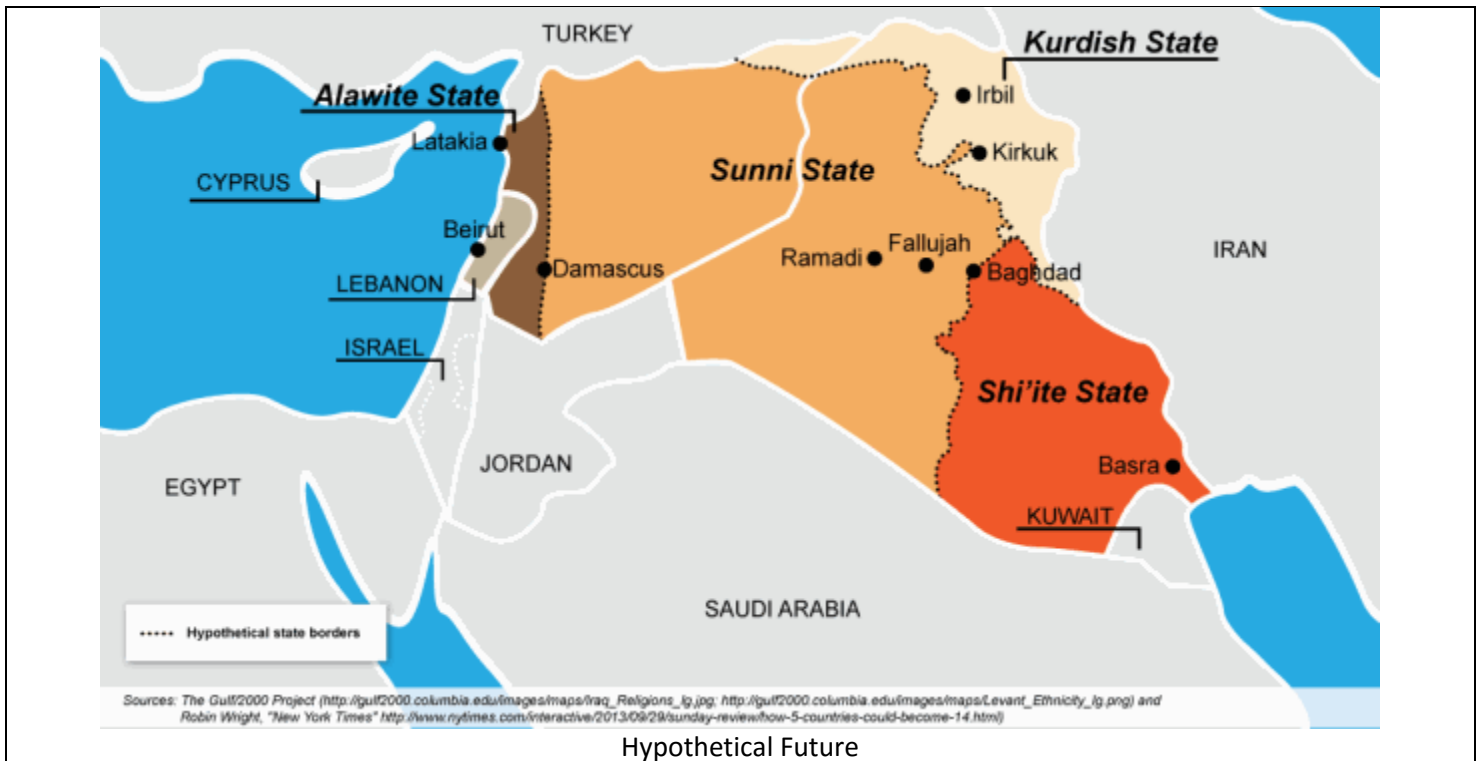 TURKEY
Kurdish State
Alawite State
Irbil
Latakia
Kirkuk
Sunni State
CYPRUS
Beirut
Fallujah
Ramadi
IRAN
Damascus
Baghdad
LEBANON
ISRAEL
Shi'ite State
JORDAN
Basra
EGYPT
KUWAIT
SAUDI ARABIA
Hypothetical state borders
Sources: The Gulf/2000 Project (http://gulf2000.columbia.edu/images/maps/Iraq_Religions_lg.jpg; http://gulf2000.columbia.edu/images/maps/Levant_Ethnicity_lg.png) and
Robin Wright, "New York Times" http://www.nytimes.com/interactive/2013/09/29/sunday-review/how-5-countries-could-become-14.html)
Hypothetical Future